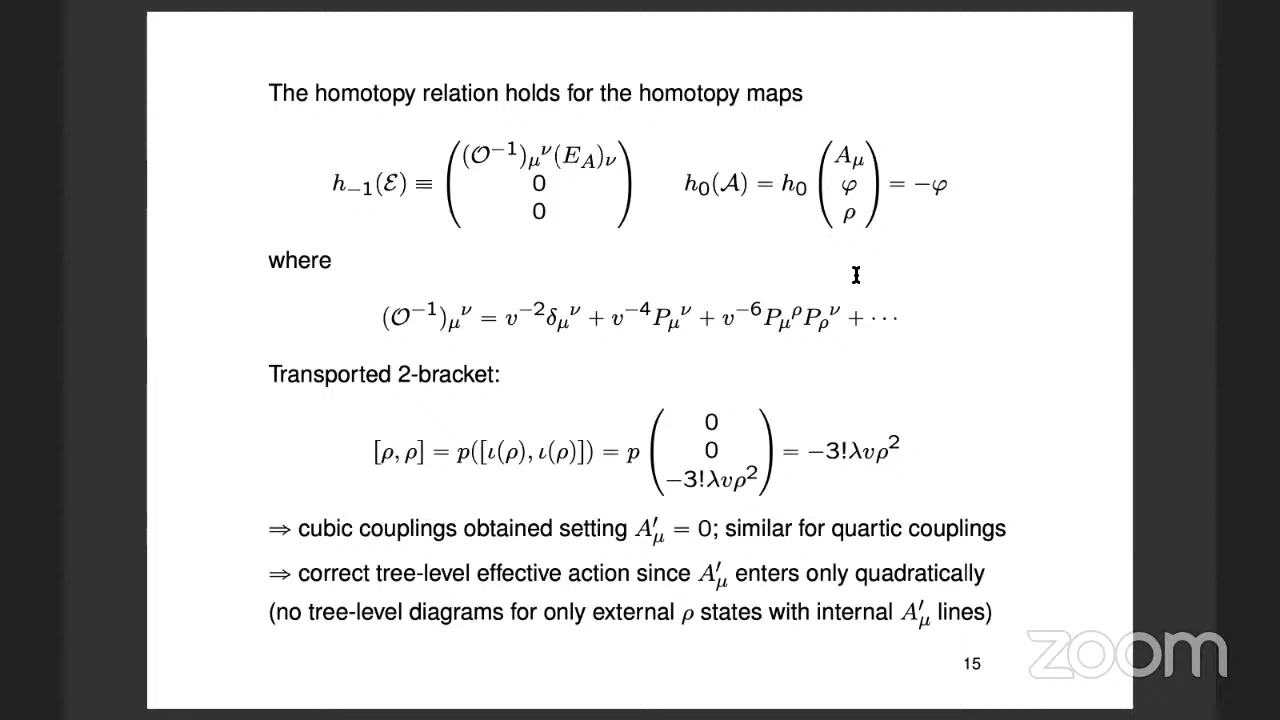 The homotopy relation holds for the homotopy maps
$h_{-1}(\mathcal{E}) \equiv \begin{pmatrix} (\mathcal{O}^{-1})_\mu{}^\nu (E_A)_\nu \\ 0 \\ 0 \end{pmatrix} \qquad h_0(\mathcal{A}) = h_0 \begin{pmatrix} A_\mu \\ \varphi \\ \rho \end{pmatrix} = -\varphi$
where
$(\mathcal{O}^{-1})_\mu{}^\nu = v^{-2}\delta_\mu{}^\nu + v^{-4}P_\mu{}^\nu + v^{-6}P_\mu{}^\rho P_\rho{}^\nu + \cdots$
Transported 2-bracket:
$[\rho, \rho] = p([\iota(\rho), \iota(\rho)]) = p \begin{pmatrix} 0 \\ 0 \\ -3!\lambda v\rho^2 \end{pmatrix} = -3!\lambda v\rho^2$
⇒ cubic couplings obtained setting $A'_\mu = 0$; similar for quartic couplings
⇒ correct tree-level effective action since $A'_\mu$ enters only quadratically
(no tree-level diagrams for only external $\rho$ states with internal $A'_\mu$ lines)
15
zoom